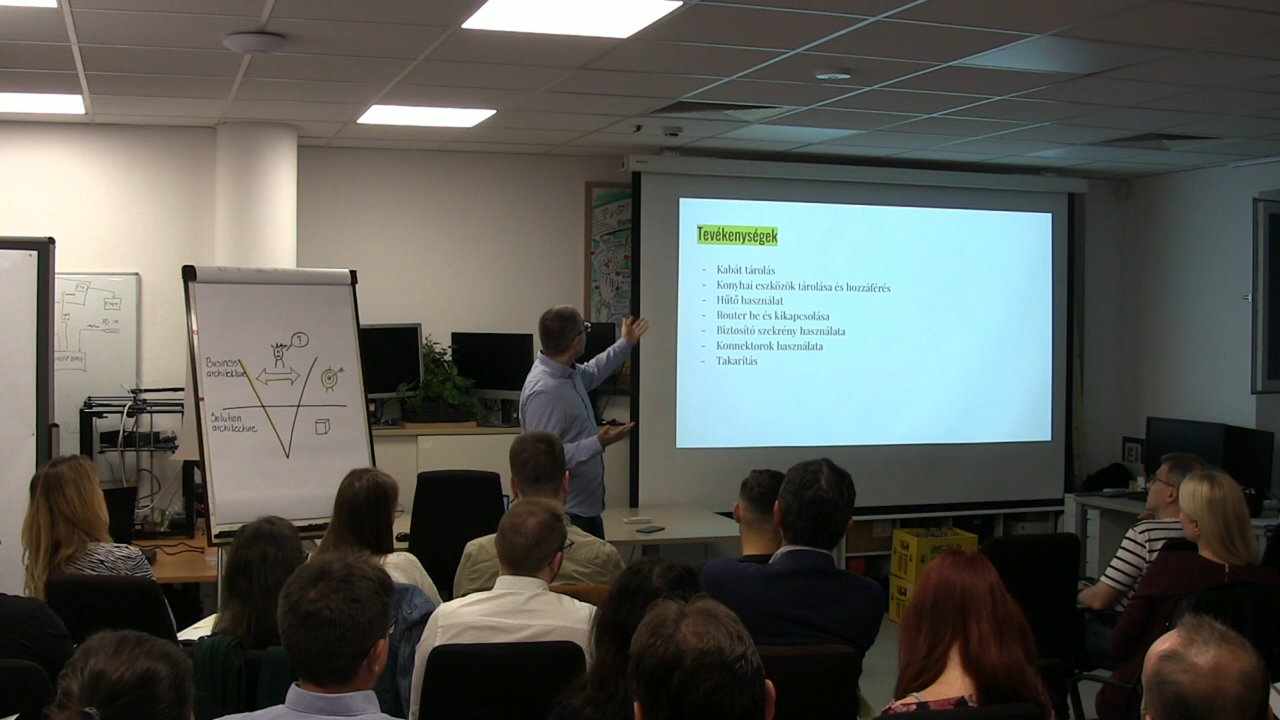 Tevékenységek
- Kabát tárolás
- Konyhai eszközök tárolása és hozzáférés
- Hűtő használat
- Router be és kikapcsolása
- Biztosító szekrény használata
- Konnektorok használata
- Takarítás
?
Business
architekture
Solution
architecture